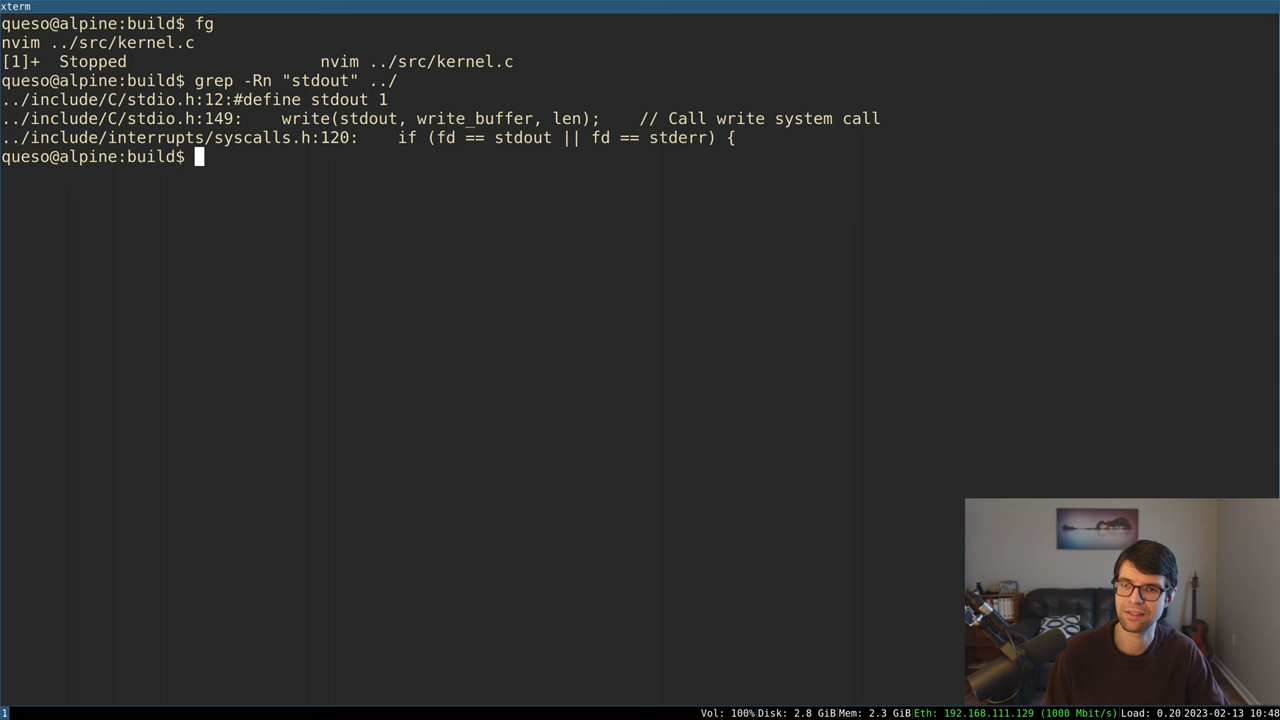 xterm
queso@alpine:build$ fg
nvim ../src/kernel.c
[1]+  Stopped                    nvim ../src/kernel.c
queso@alpine:build$ grep -Rn "stdout" ../
../include/C/stdio.h:12:#define stdout 1
../include/C/stdio.h:149:    write(stdout, write_buffer, len);    // Call write system call
../include/interrupts/syscalls.h:120:    if (fd == stdout || fd == stderr) {
queso@alpine:build$
1 Vol: 100% Disk: 2.8 GiB Mem: 2.3 GiB Eth: 192.168.111.129 (1000 Mbit/s) Load: 0.20 2023-02-13 10:48